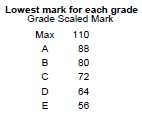 Lowest mark for each grade
Grade Scaled Mark
Max 110
A 88
B 80
C 72
D 64
E 56